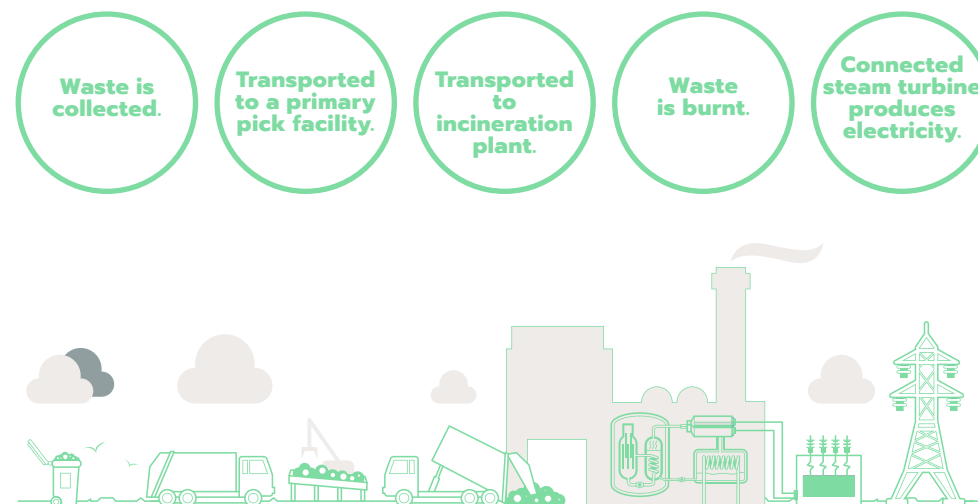 Waste is
collected.
Transported
to a primary
pick facility.
Transported
to
incineration
plant.
Waste
is burnt.
Connected
steam turbine
produces
electricity.